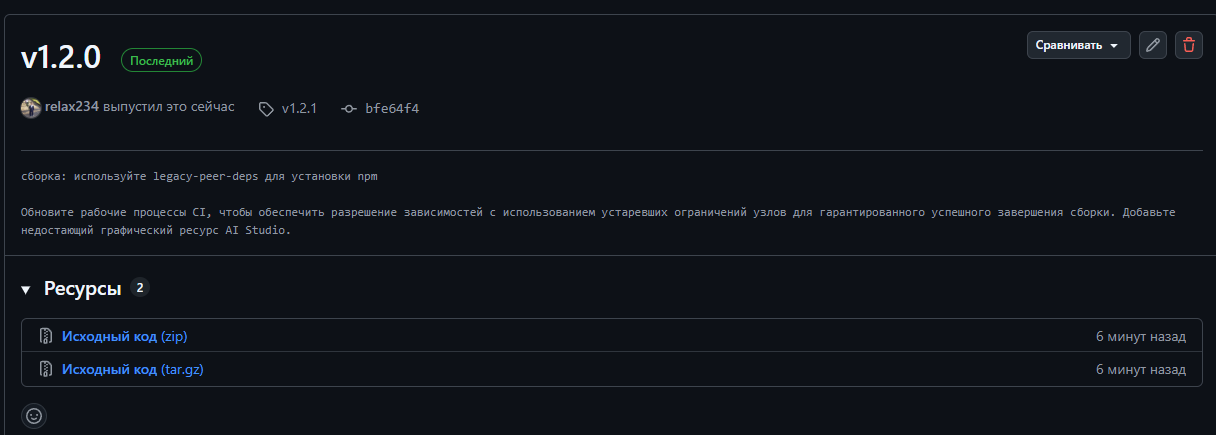 v1.2.0 Последний Сравнивать
relax234 выпустил это сейчас v1.2.1 bfe64f4
сборка: используйте legacy-peer-deps для установки npm
Обновите рабочие процессы CI, чтобы обеспечить разрешение зависимостей с использованием устаревших ограничений узлов для гарантированного успешного завершения сборки. Добавьте
недостающий графический ресурс AI Studio.
Ресурсы 2
Исходный код (zip) 6 минут назад
Исходный код (tar.gz) 6 минут назад